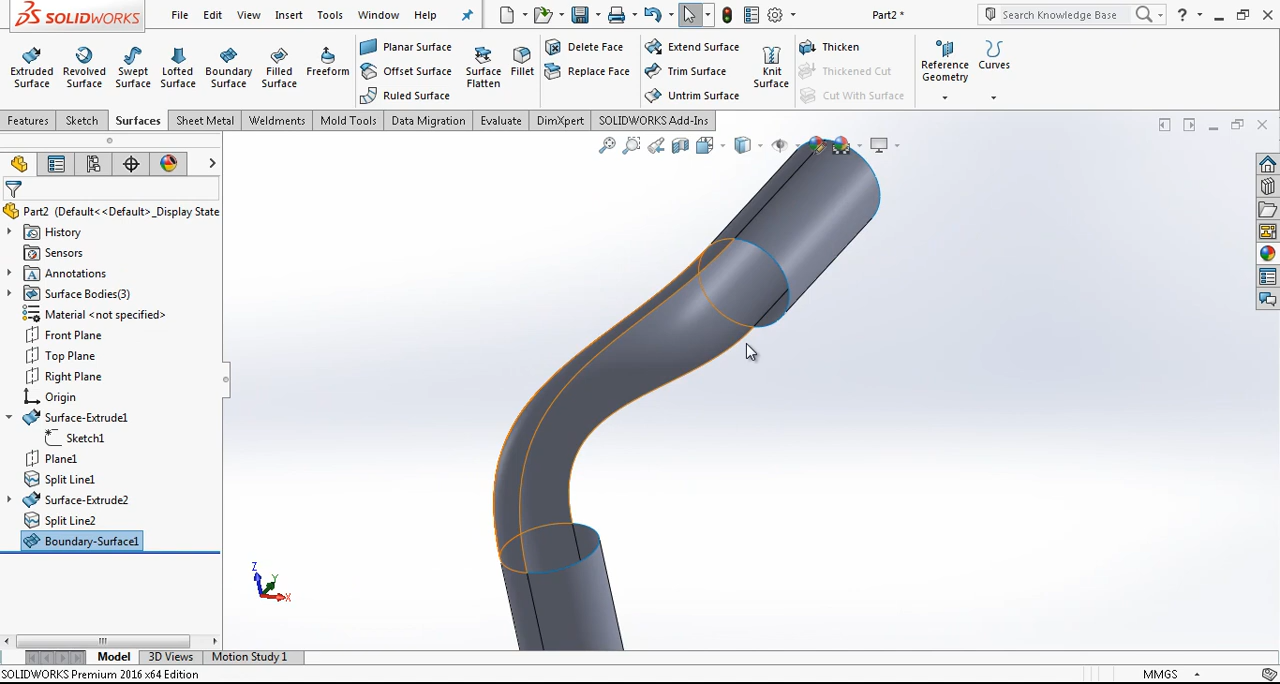 SOLIDWORKS File Edit View Insert Tools Window Help Part2 * Search Knowledge Base ?
Extruded Surface Revolved Surface Swept Surface Lofted Surface Boundary Surface Filled Surface Freeform
Planar Surface
Offset Surface
Ruled Surface
Surface Flatten Fillet
Delete Face
Replace Face
Extend Surface
Trim Surface
Untrim Surface
Knit Surface
Thicken
Thickened Cut
Cut With Surface
Reference Geometry Curves
Features Sketch Surfaces Sheet Metal Weldments Mold Tools Data Migration Evaluate DimXpert SOLIDWORKS Add-Ins
Part2 (Default<<Default>_Display State
History
Sensors
Annotations
Surface Bodies(3)
Material <not specified>
Front Plane
Top Plane
Right Plane
Origin
Surface-Extrude1
Sketch1
Plane1
Split Line1
Surface-Extrude2
Split Line2
Boundary-Surface1
Z
Y
X
Model 3D Views Motion Study 1
SOLIDWORKS Premium 2016 x64 Edition MMGS